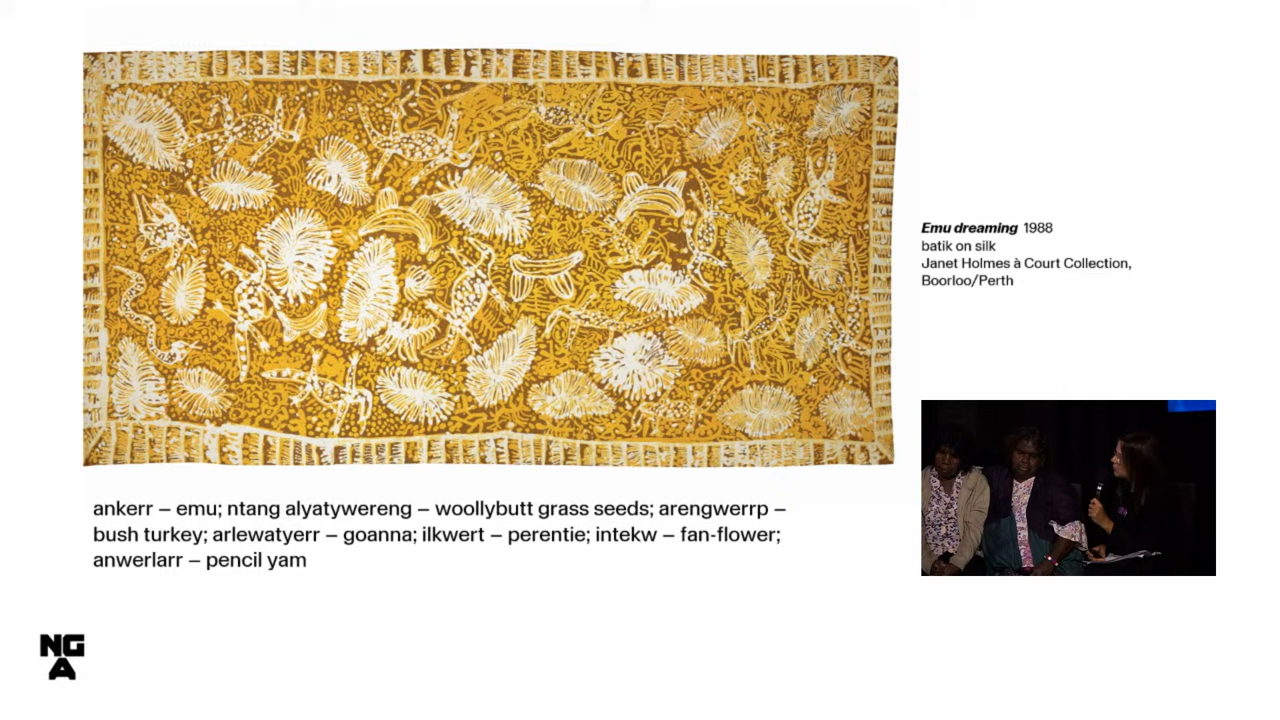 Emu dreaming 1988
batik on silk
Janet Holmes à Court Collection,
Boorloo/Perth
ankerr – emu; ntang alyatywereng – woollybutt grass seeds; arengwerrp –
bush turkey; arlewatyerr – goanna; ilkwert – perentie; intekw – fan-flower;
anwerlarr – pencil yam
NG
A